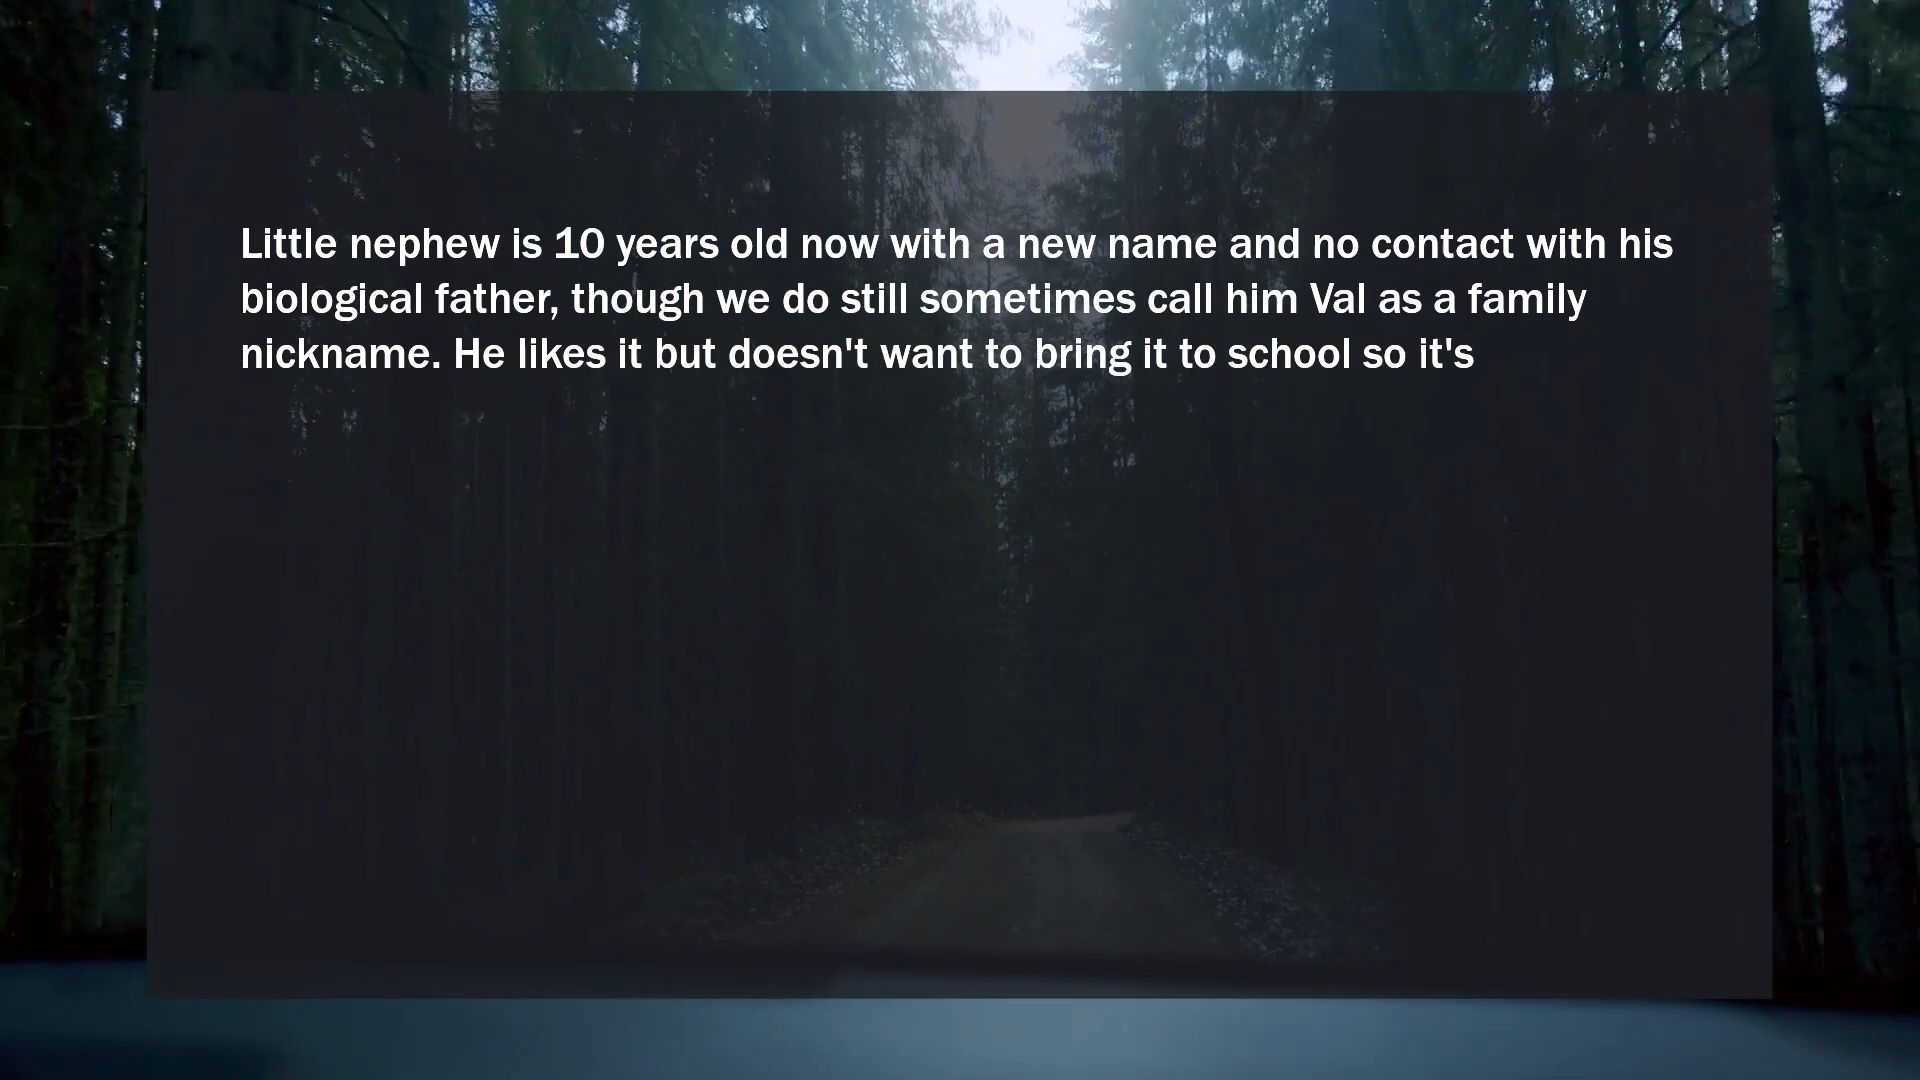 Little nephew is 10 years old now with a new name and no contact with his
biological father, though we do still sometimes call him Val as a family
nickname. He likes it but doesn't want to bring it to school so it's